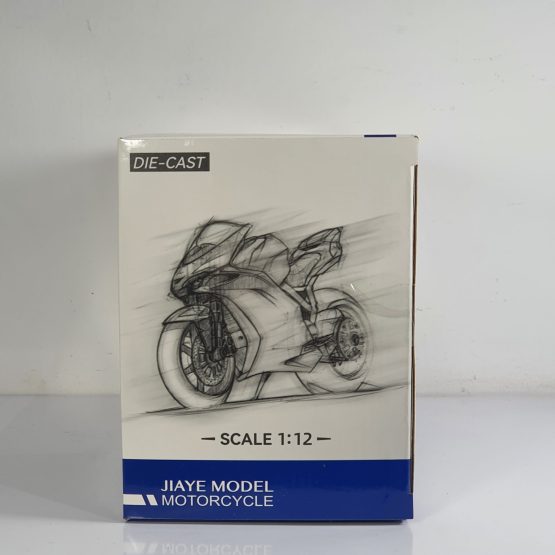 DIE-CAST
SCALE 1:12
JIAYE MODEL
MOTORCYCLE